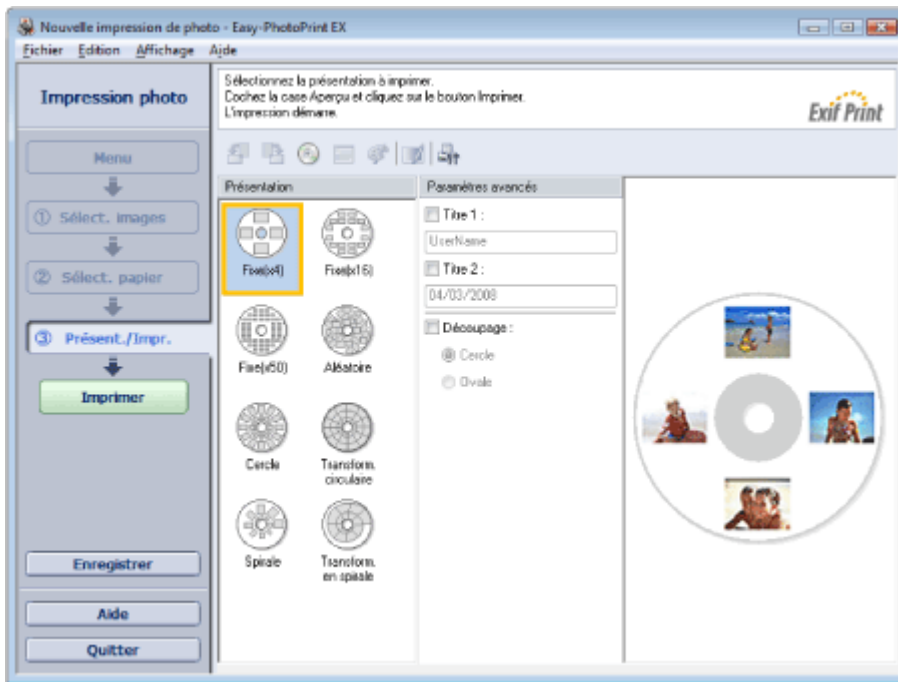 Nouvelle impression de photo - Easy-PhotoPrint EX
Fichier Edition Affichage Aide
Impression photo
Sélectionnez la présentation à imprimer.
Cochez la case Aperçu et cliquez sur le bouton Imprimer.
L'impression démarre.
Exif Print
Menu
① Sélect. images
② Sélect. papier
③ Présent./Impr.
Imprimer
Enregistrer
Aide
Quitter
Présentation
Fixe(x4)
Fixe(x16)
Fixe(x50)
Aléatoire
Cercle
Transform.
circulaire
Spirale
Transform.
en spirale
Paramètres avancés
Titre 1 :
UserName
Titre 2 :
04/03/2008
Découpage :
Cercle
Ovale